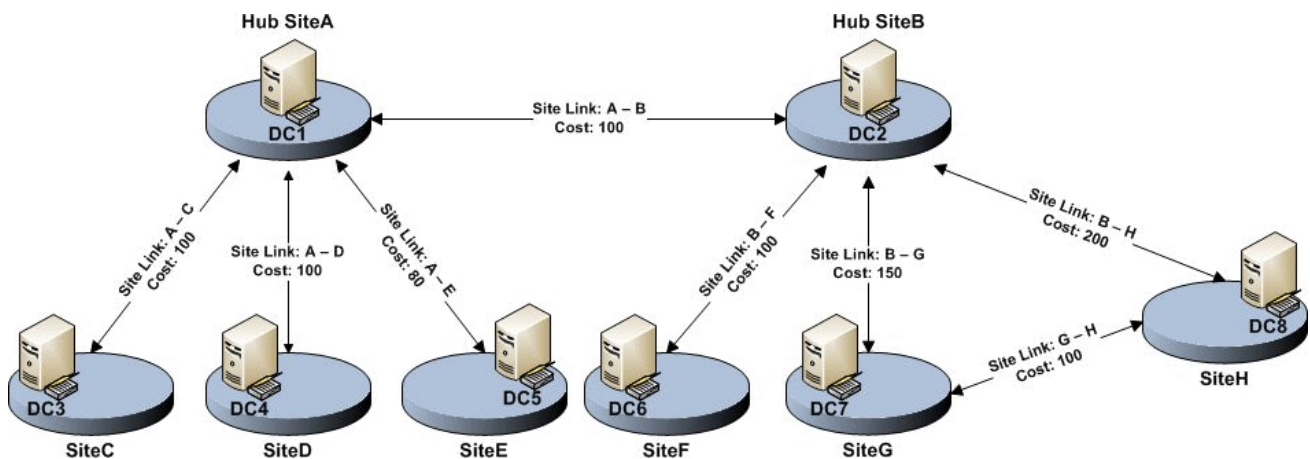 Hub SiteA
Hub SiteB
DC1
Site Link: A – B
Cost: 100
DC2
Site Link: A – C
Cost: 100
Site Link: A – D
Cost: 100
Site Link: A – E
Cost: 80
Site Link: B – F
Cost: 100
Site Link: B – G
Cost: 150
Site Link: B – H
Cost: 200
Site Link: G – H
Cost: 100
DC8
SiteH
DC3
DC4
DC5
DC6
DC7
SiteC
SiteD
SiteE
SiteF
SiteG